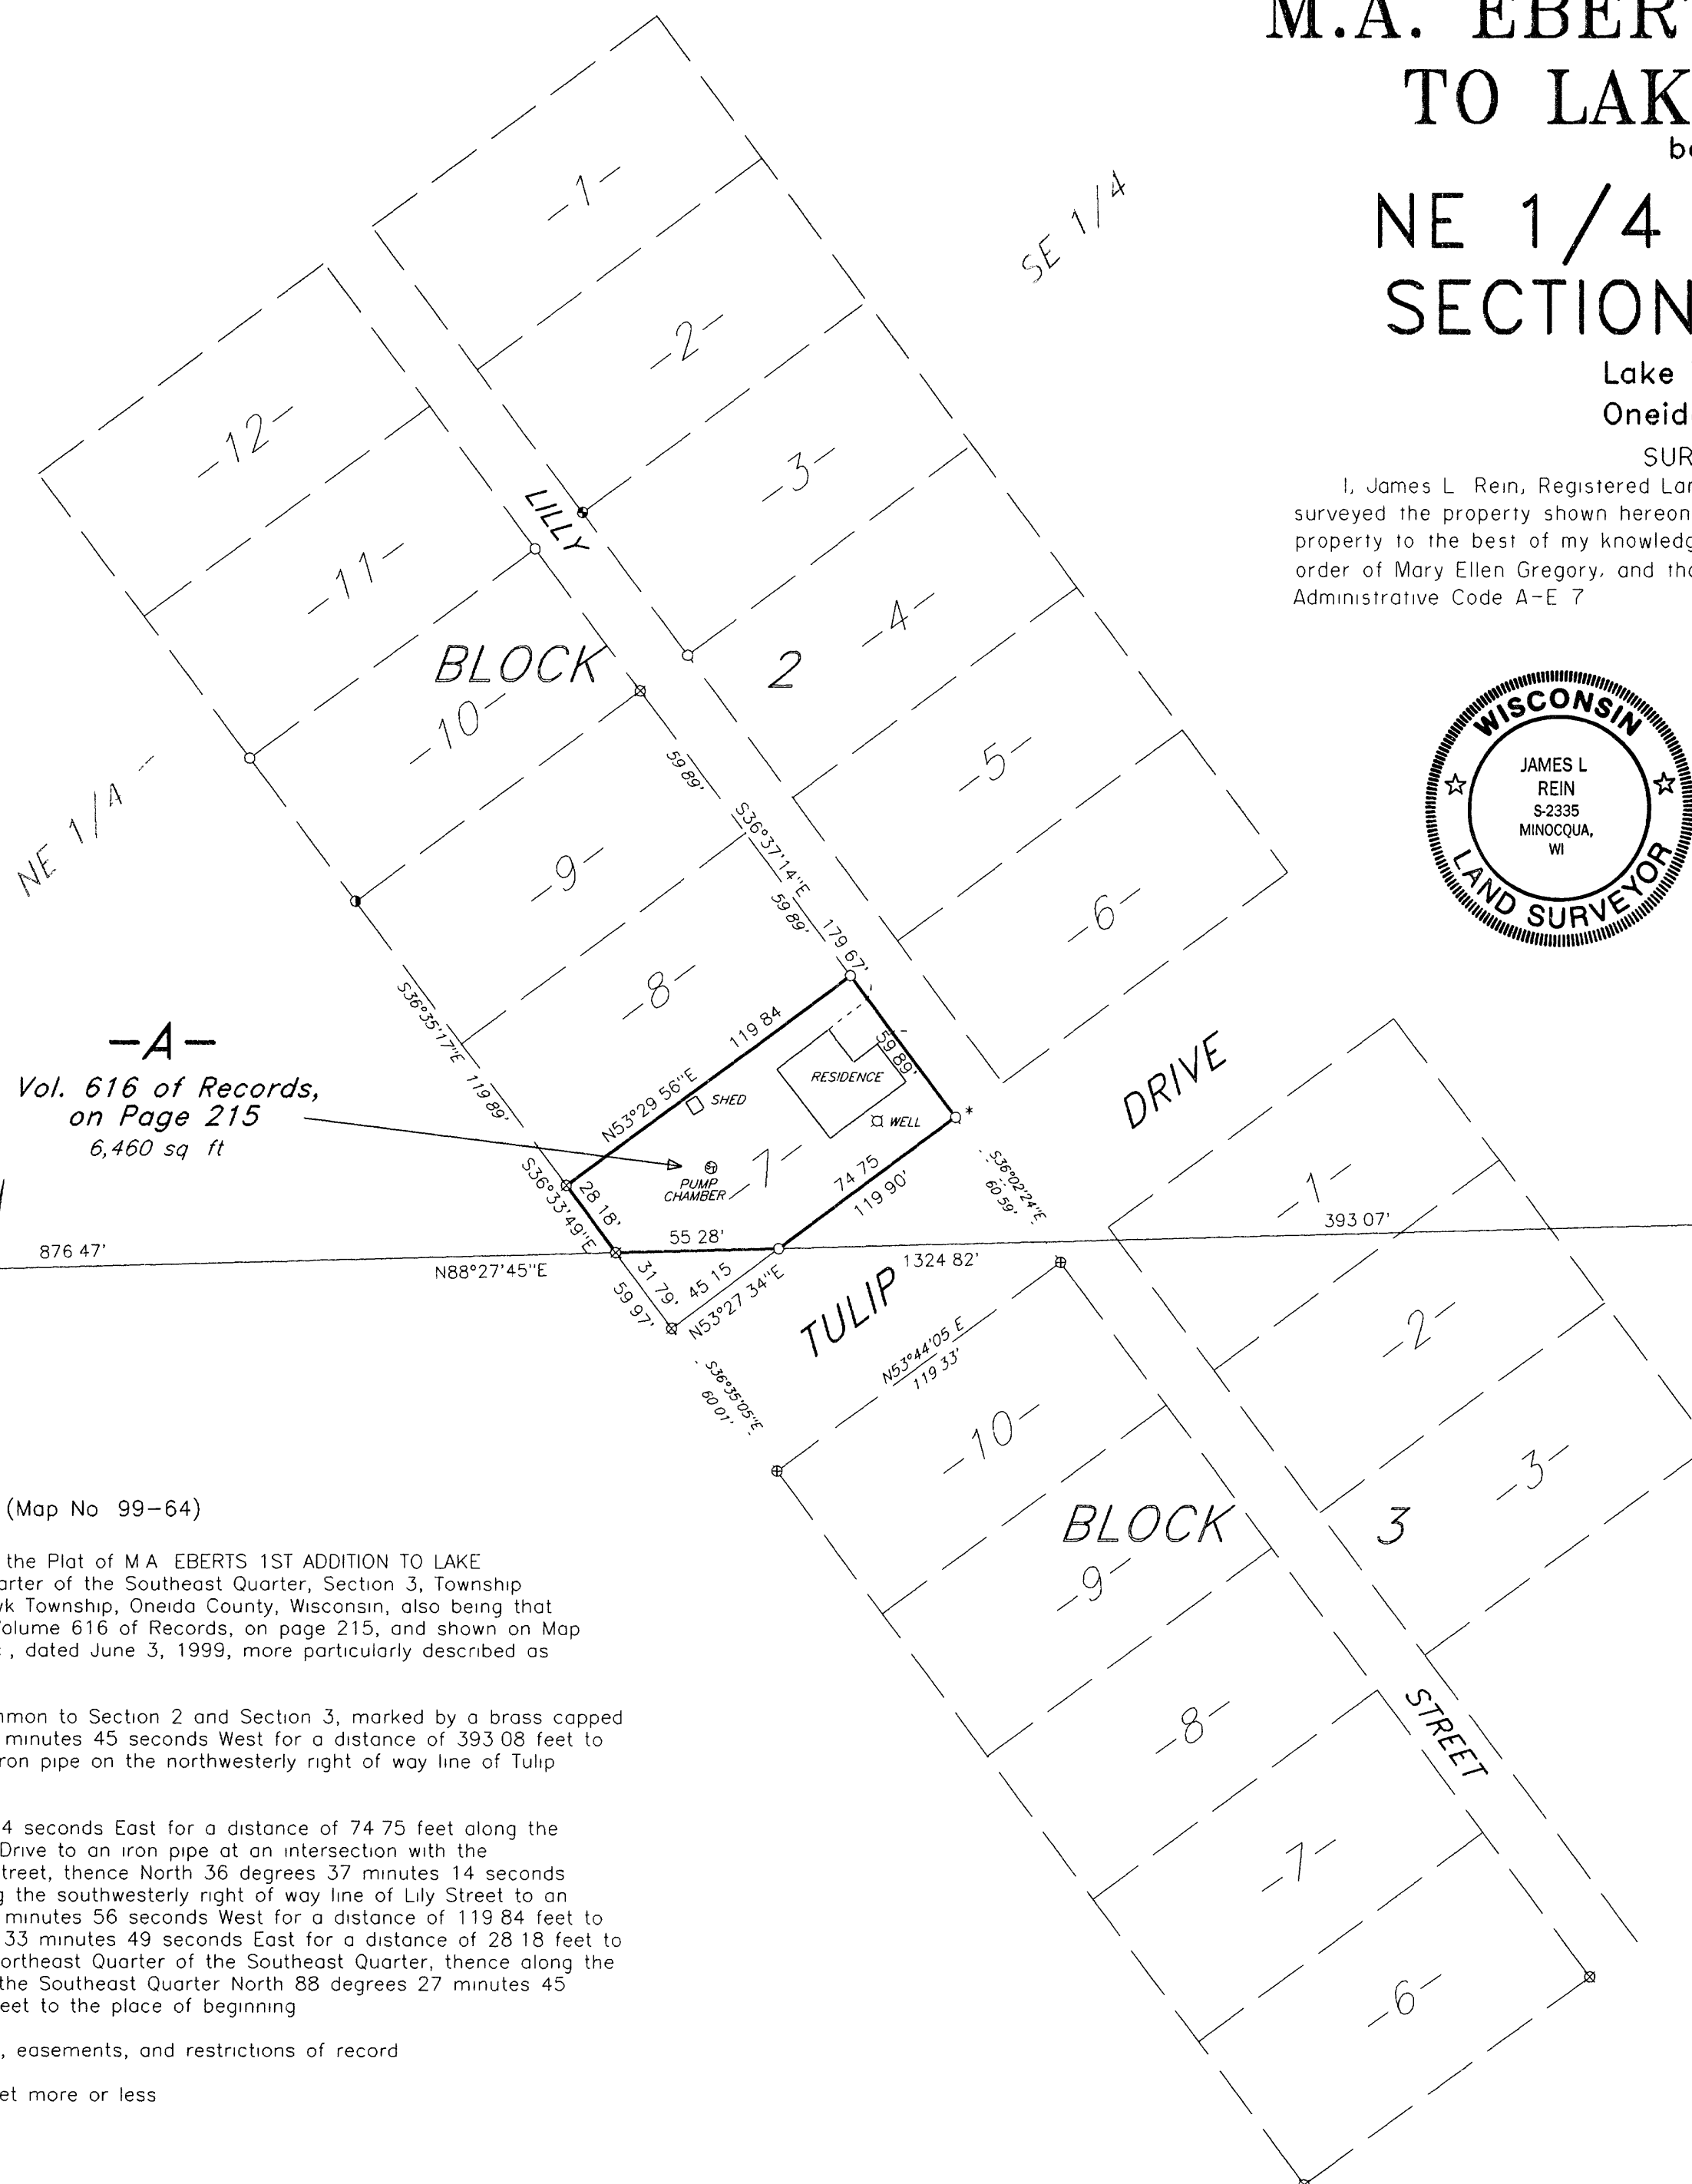 M.A. EBERT
TO LAK
NE 1/4
SECTION
Lake
Oneid
SUR
I, James L Rein, Registered Lan
surveyed the property shown hereon
property to the best of my knowledg
order of Mary Ellen Gregory, and tha
Administrative Code A-E 7
WISCONSIN
JAMES L
REIN
S-2335
MINOCQUA,
WI
LAND SURVEYOR
SE 1/4
NE 1/4
-1-
-2-
-3-
-4-
-5-
-6-
-12-
-11-
-10-
-9-
-8-
-7-
LILLY
BLOCK
2
59 89'
S36°37'14"E
59 89'
179 67'
59 89'
S36°35'17"E
119 89'
-A-
Vol. 616 of Records,
on Page 215
6,460 sq ft
N53°29 56"E
119 84
RESIDENCE
SHED
WELL
*
PUMP
CHAMBER
S36°33'49"E
28 18'
74 75
119 90'
55 28'
31 79'
59 97'
45 15
N53°27 34"E
876 47'
N88°27'45"E
1324 82'
393 07'
S36°02'24"E
60 59'
S36°35'05"E
60 01'
TULIP
DRIVE
N53°44'05 E
119 33'
-1-
-2-
-3-
-10-
-9-
-8-
-7-
-6-
BLOCK
3
STREET
(Map No 99-64)
the Plat of M A EBERTS 1ST ADDITION TO LAKE
arter of the Southeast Quarter, Section 3, Township
yk Township, Oneida County, Wisconsin, also being that
Volume 616 of Records, on page 215, and shown on Map
, dated June 3, 1999, more particularly described as
mmon to Section 2 and Section 3, marked by a brass capped
minutes 45 seconds West for a distance of 393 08 feet to
iron pipe on the northwesterly right of way line of Tulip
4 seconds East for a distance of 74 75 feet along the
Drive to an iron pipe at an intersection with the
treet, thence North 36 degrees 37 minutes 14 seconds
g the southwesterly right of way line of Lily Street to an
minutes 56 seconds West for a distance of 119 84 feet to
33 minutes 49 seconds East for a distance of 28 18 feet to
ortheast Quarter of the Southeast Quarter, thence along the
the Southeast Quarter North 88 degrees 27 minutes 45
eet to the place of beginning
, easements, and restrictions of record
et more or less